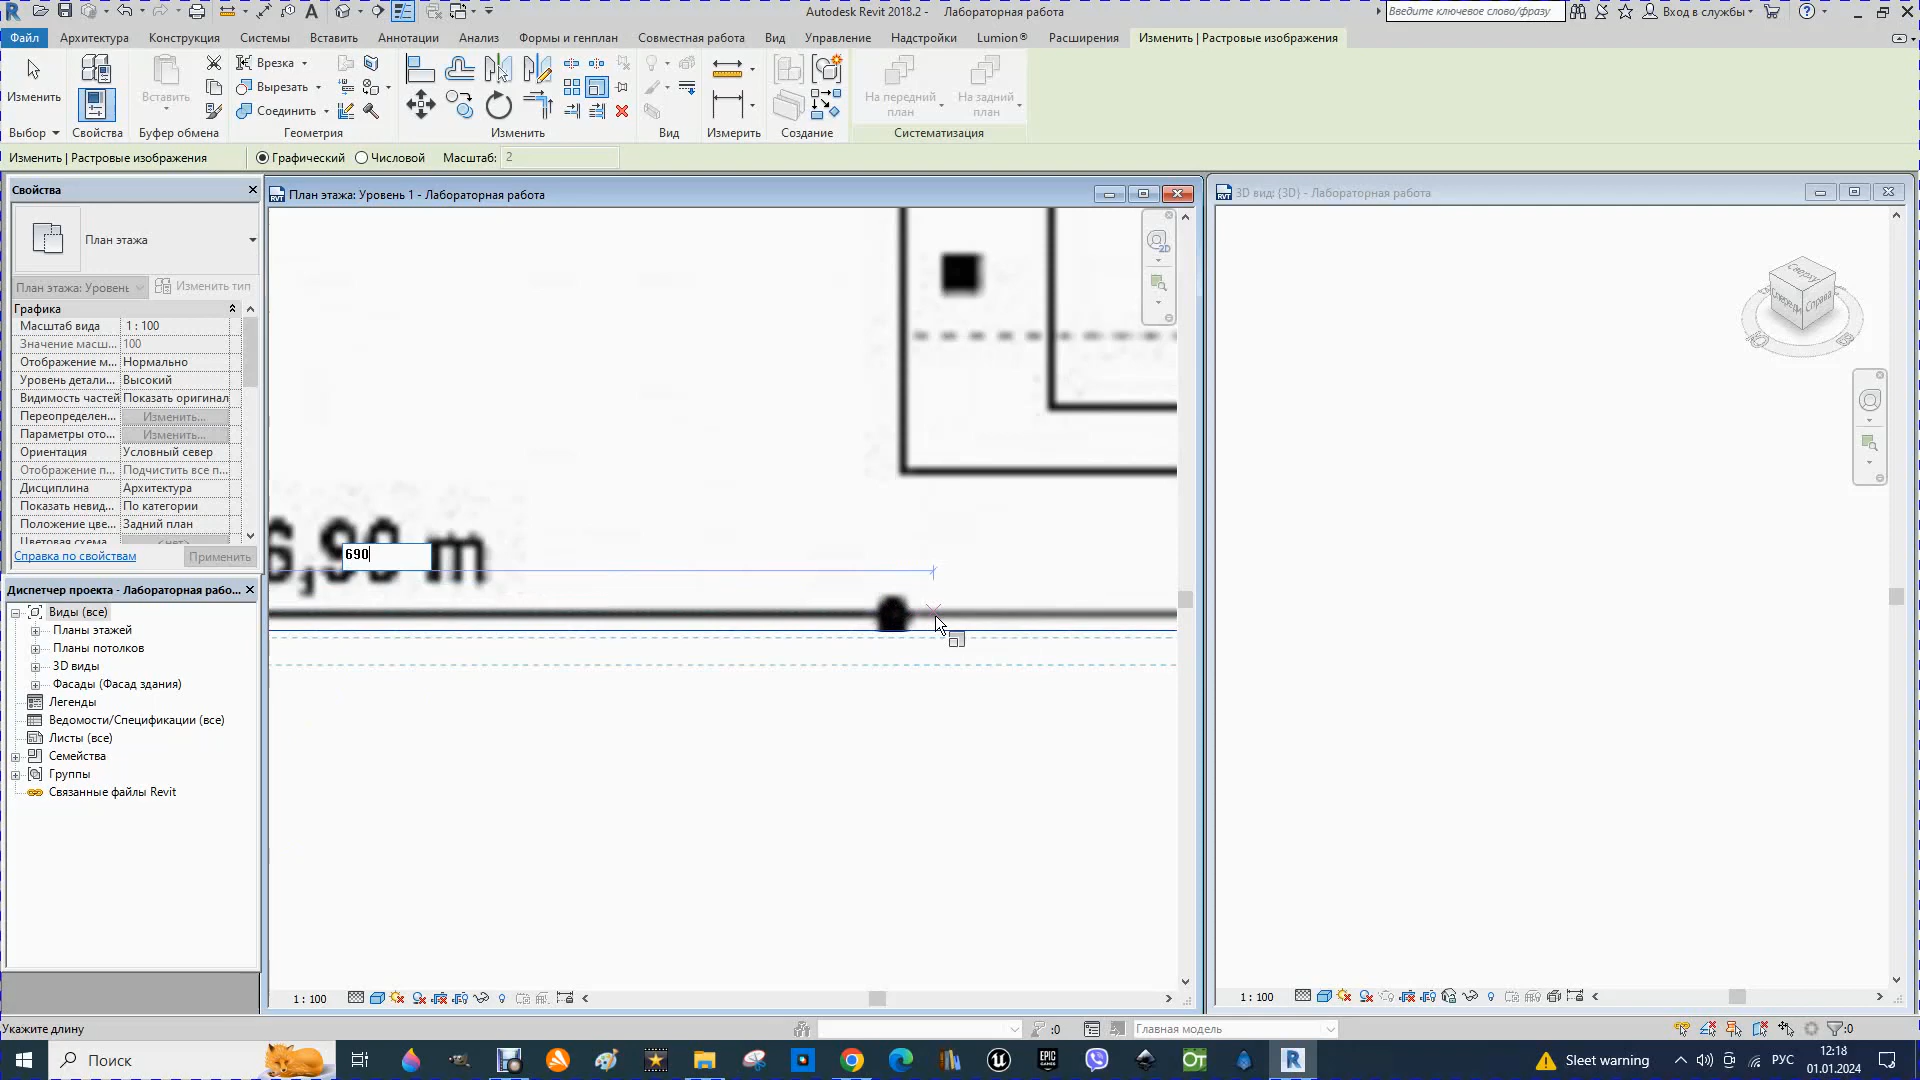 Autodesk Revit 2018.2 - Лабораторная работа
Введите ключевое слово/фразу
Вход в службы
Файл
Архитектура
Конструкция
Системы
Вставить
Аннотации
Анализ
Формы и генплан
Совместная работа
Вид
Управление
Надстройки
Lumion®
Расширения
Изменить | Растровые изображения
Изменить
Вставить
Врезка
Вырезать
Соединить
На передний план
На задний план
Выбор
Свойства
Буфер обмена
Геометрия
Изменить
Вид
Измерить
Создание
Систематизация
Изменить | Растровые изображения
Графический
Числовой
Масштаб:
2
Свойства
План этажа: Уровень 1 - Лабораторная работа
3D вид: {3D} - Лабораторная работа
План этажа
План этажа: Уровень
Изменить тип
Графика
Масштаб вида 1 : 100
Значение масш... 100
Отображение м... Нормально
Уровень детали... Высокий
Видимость частей Показать оригинал
Переопределен... Изменить...
Параметры ото... Изменить...
Ориентация Условный север
Отображение п... Подчистить все п...
Дисциплина Архитектура
Показать невид... По категории
Положение цве... Задний план
Цветовая схема <нет>
Справка по свойствам
Применить
Диспетчер проекта - Лабораторная рабо...
Виды (все)
Планы этажей
Планы потолков
3D виды
Фасады (Фасад здания)
Легенды
Ведомости/Спецификации (все)
Листы (все)
Семейства
Группы
Связанные файлы Revit
6,90 m
690
Сверху
Спереди
Справа
1 : 100
1 : 100
Укажите длину
:0
Главная модель
:0
Поиск
Sleet warning
РУС
12:18
01.01.2024